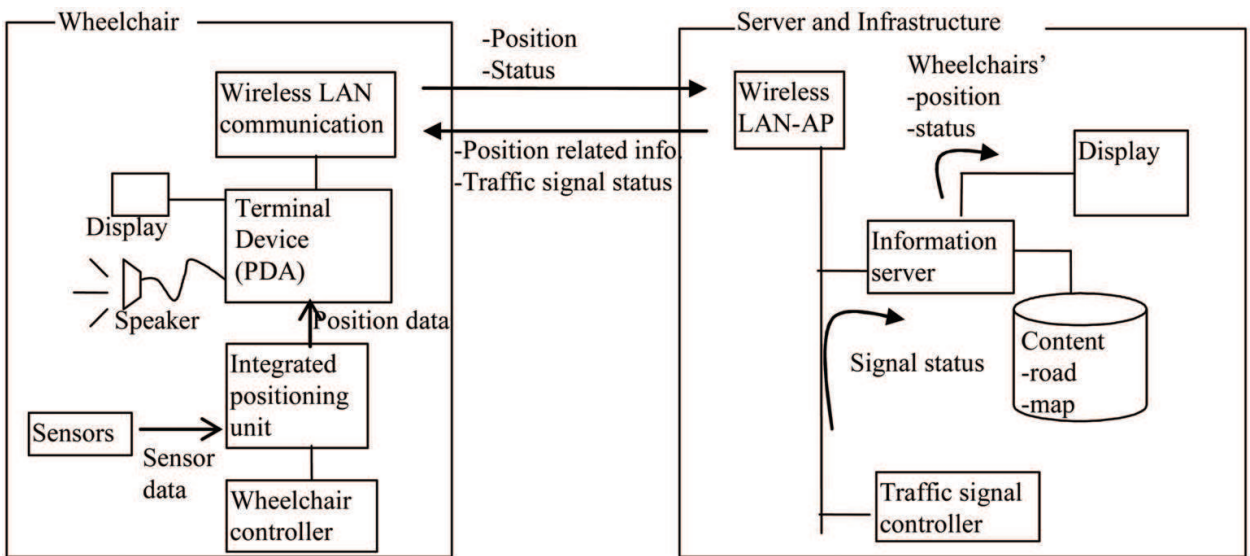 Wheelchair
Wireless LAN
communication
Display
Terminal
Device
(PDA)
Speaker
Position data
Integrated
positioning
unit
Sensors
Sensor
data
Wheelchair
controller
-Position
-Status
-Position related info.
-Traffic signal status
Server and Infrastructure
Wireless
LAN-AP
Wheelchairs’
-position
-status
Display
Information
server
Content
-road
-map
Signal status
Traffic signal
controller